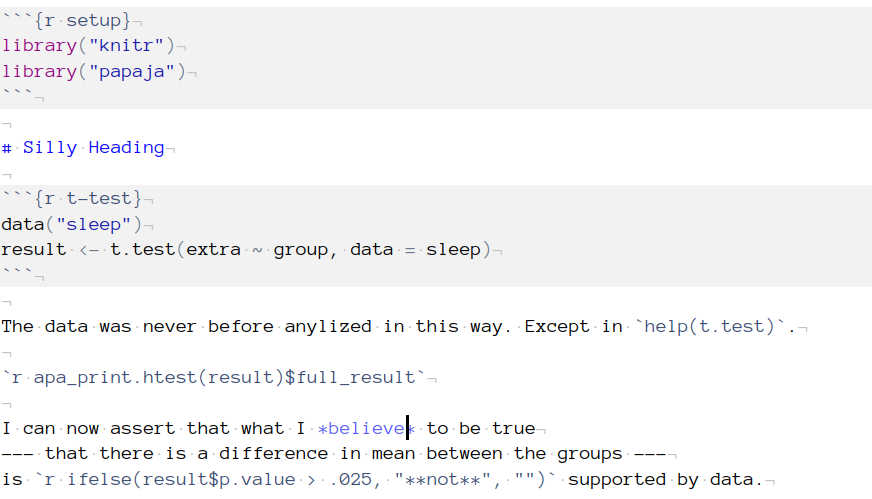 ```{r setup}
library("knitr")
library("papaja")
```
# Silly Heading
```{r t-test}
data("sleep")
result <- t.test(extra ~ group, data = sleep)
```
The data was never before anylized in this way. Except in `help(t.test)`.
`r apa_print.htest(result)$full_result`
I can now assert that what I *believe* to be true
--- that there is a difference in mean between the groups ---
is `r ifelse(result$p.value > .025, "**not**", "")` supported by data.